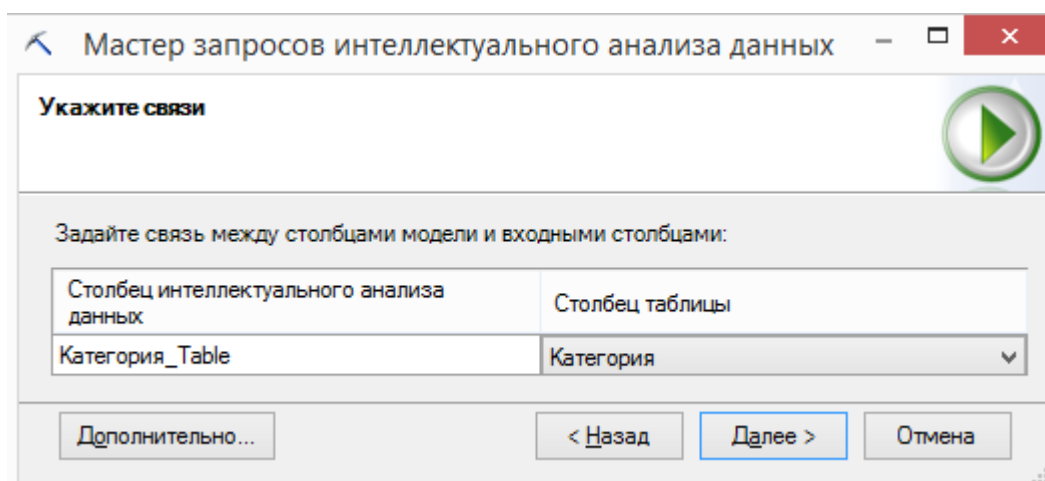 Мастер запросов интеллектуального анализа данных
Укажите связи
Задайте связь между столбцами модели и входными столбцами:
Столбец интеллектуального анализа
данных
Столбец таблицы
Категория_Table
Категория
Дополнительно...
< Назад
Далее >
Отмена